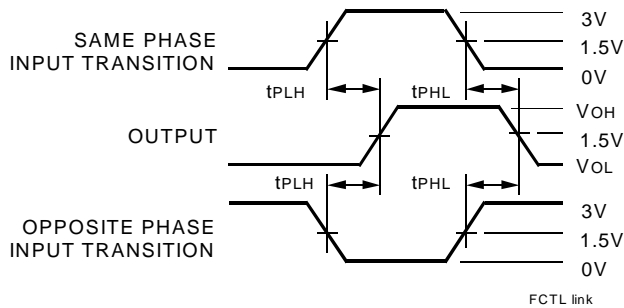 3V
SAME PHASE
INPUT TRANSITION
1.5V
0V
tPLH
tPHL
VOH
OUTPUT
1.5V
VOL
tPLH
tPHL
3V
OPPOSITE PHASE
INPUT TRANSITION
1.5V
0V
FCTL link